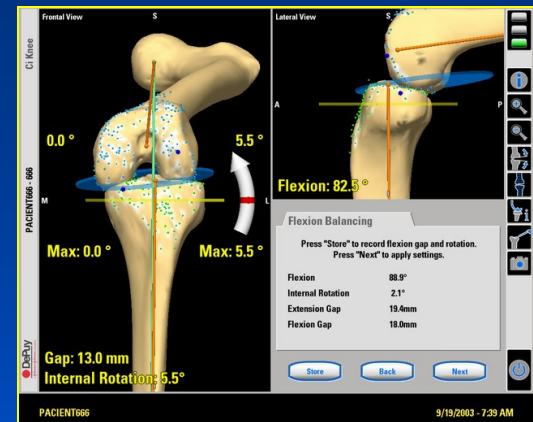 Frontal View
S
Lateral View
S
Ci Knee
0.0 °
5.5 °
A
P
Flexion: 82.5 °
PACIENT666 - 666
M
L
Max: 0.0 °
Max: 5.5 °
Gap: 13.0 mm
Internal Rotation: 5.5°
DePuy
Flexion Balancing
Press "Store" to record flexion gap and rotation.
Press "Next" to apply settings.
Flexion 88.9°
Internal Rotation 2.1°
Extension Gap 19.4mm
Flexion Gap 18.0mm
Store Back Next
PACIENT666
9/19/2003 - 7:39 AM